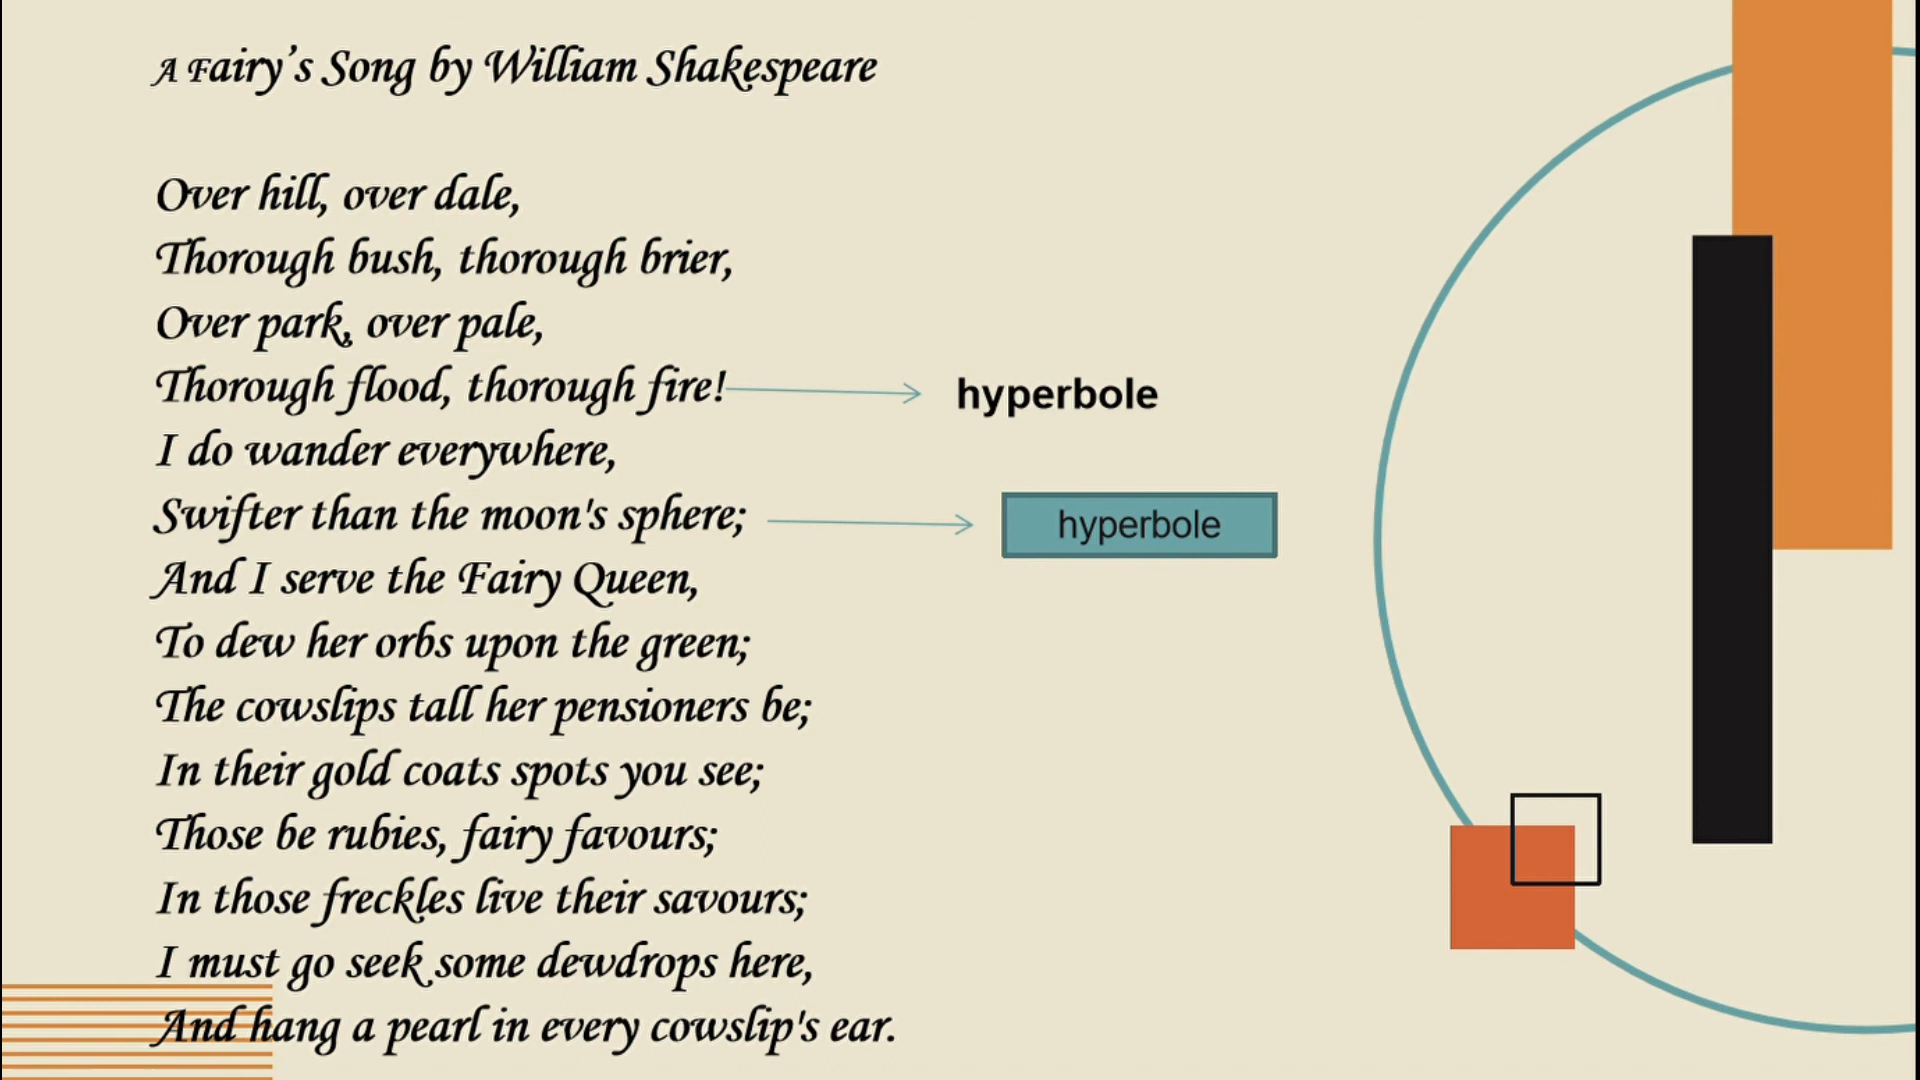 A Fairy's Song by William Shakespeare
Over hill, over dale,
Thorough bush, thorough brier,
Over park, over pale,
Thorough flood, thorough fire!
hyperbole
I do wander everywhere,
Swifter than the moon's sphere;
hyperbole
And I serve the Fairy Queen,
To dew her orbs upon the green;
The cowslips tall her pensioners be;
In their gold coats spots you see;
Those be rubies, fairy favours;
In those freckles live their savours;
I must go seek some dewdrops here,
And hang a pearl in every cowslip's ear.